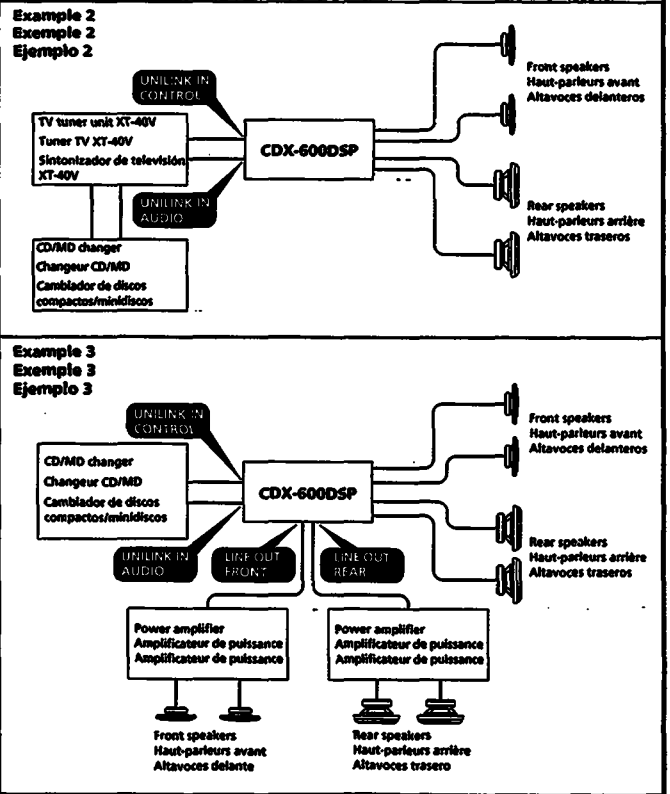 Example 2
Exemple 2
Ejemplo 2
UNILINK IN
CONTROL
Front speakers
Haut-parleurs avant
Altavoces delanteros
TV tuner unit XT-40V
Tuner TV XT-40V
Sintonizador de televisión
XT-40V
CDX-600DSP
UNILINK IN
AUDIO
Rear speakers
Haut-parleurs arrière
Altavoces traseros
CD/MD changer
Changeur CD/MD
Cambiador de discos
compactos/minidiscos
Example 3
Exemple 3
Ejemplo 3
UNILINK IN
CONTROL
Front speakers
Haut-parleurs avant
Altavoces delanteros
CD/MD changer
Changeur CD/MD
Cambiador de discos
compactos/minidiscos
CDX-600DSP
UNILINK IN
AUDIO
LINE OUT
FRONT
LINE OUT
REAR
Rear speakers
Haut-parleurs arrière
Altavoces traseros
Power amplifier
Amplificateur de puissance
Amplificateur de puissance
Power amplifier
Amplificateur de puissance
Amplificateur de puissance
Front speakers
Haut-parleurs avant
Altavoces delante
Rear speakers
Haut-parleurs arrière
Altavoces trasero